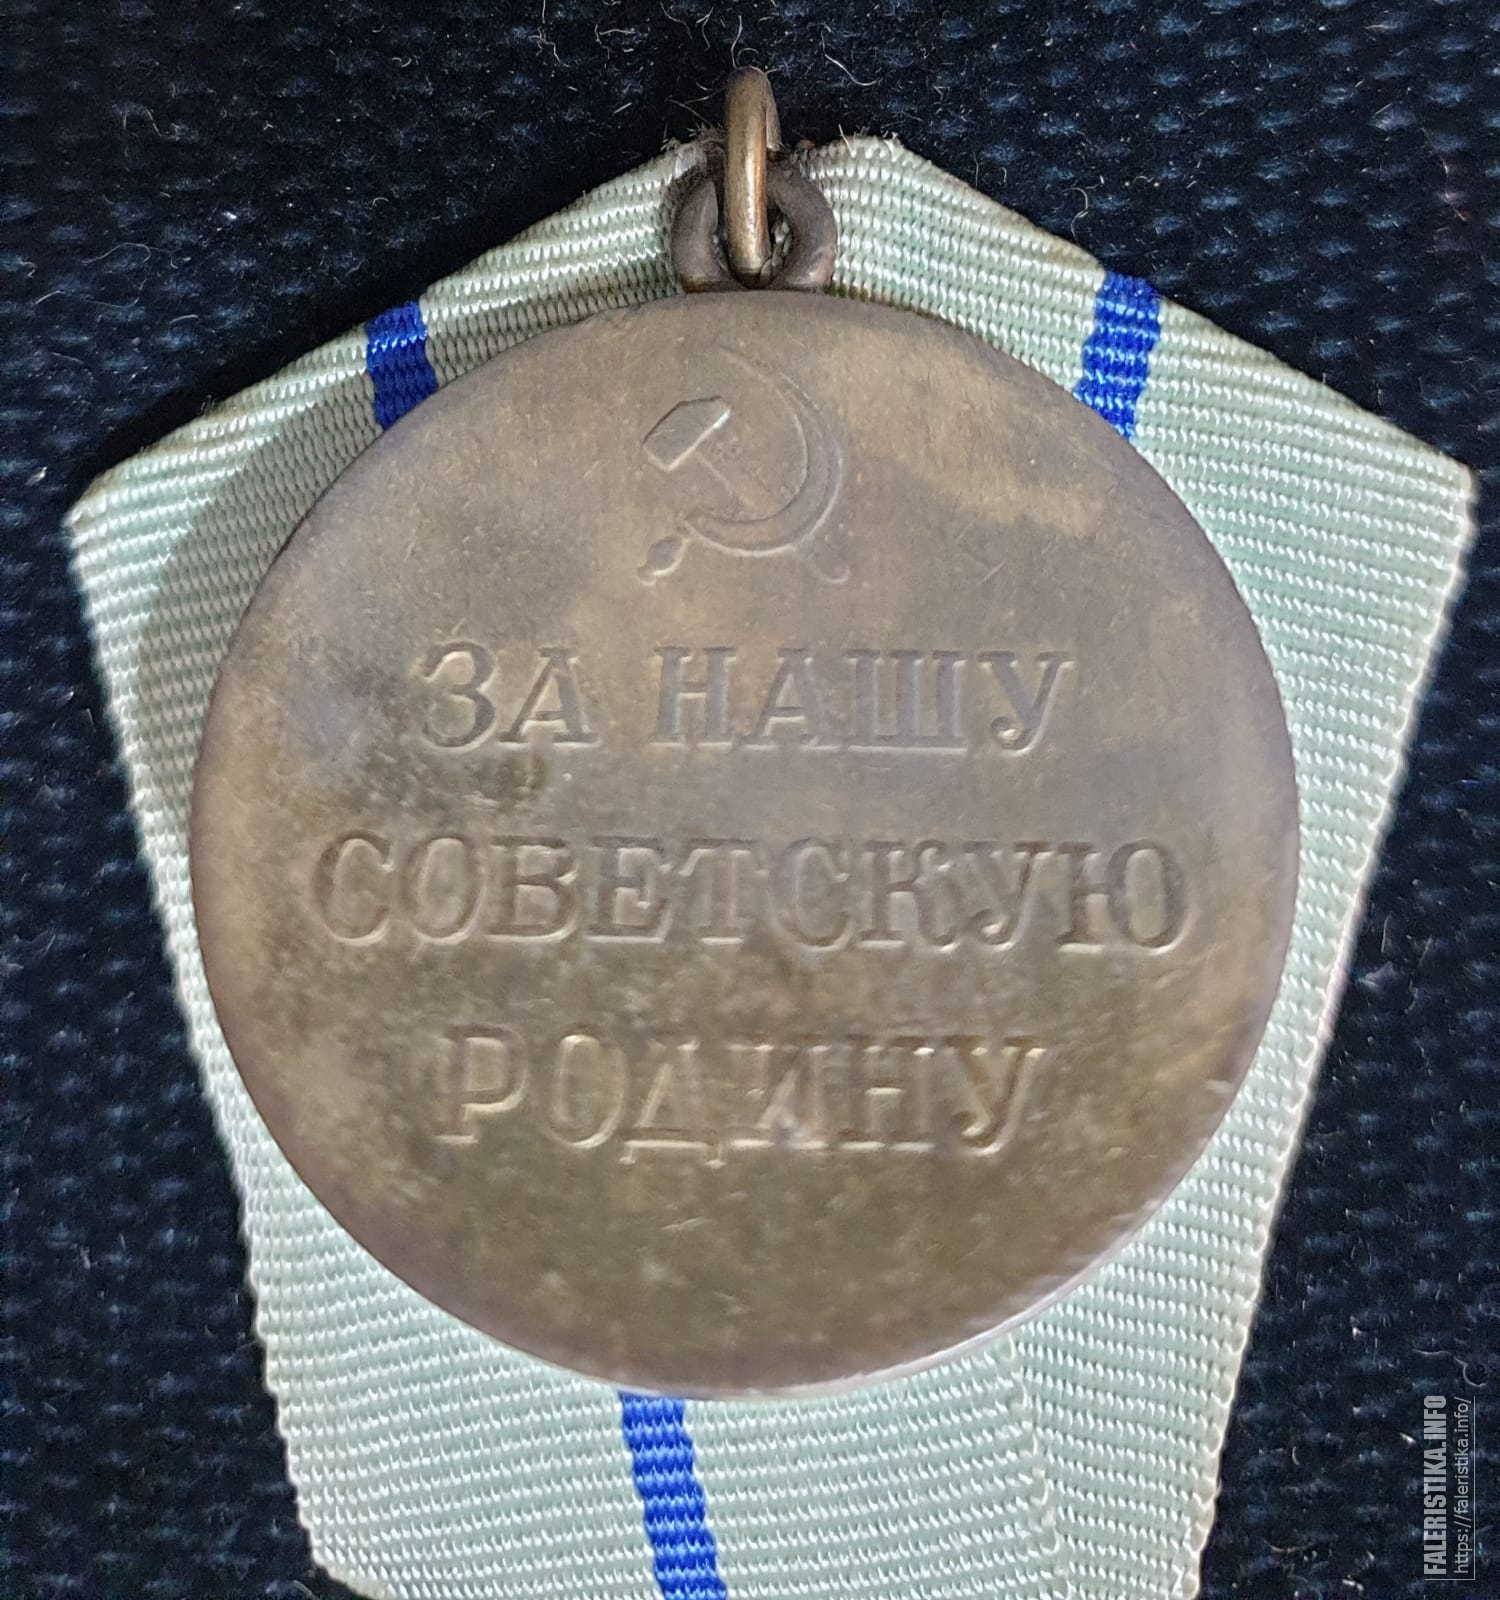 ЗА НАШУ
СОВЕТСКУЮ
РОДИНУ
FALERISTIKA.INFO
https://faleristika.info/